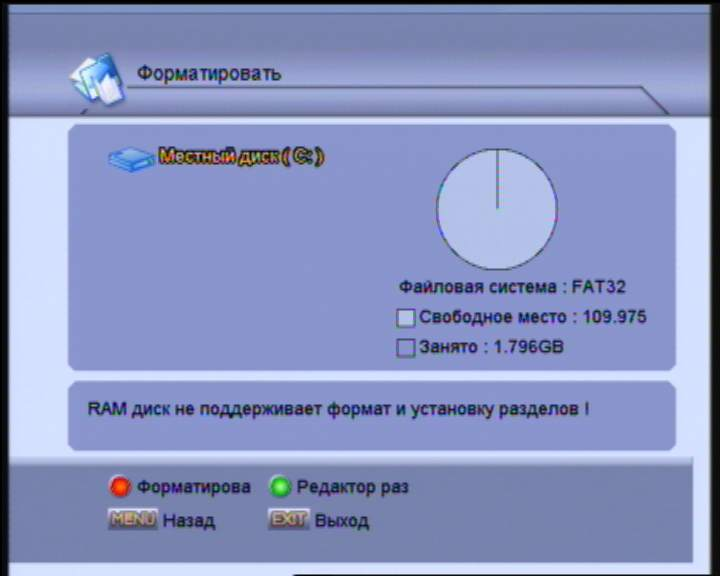 Форматировать
Местный диск ( C: )
Файловая система : FAT32
Свободное место : 109.975
Занято : 1.796GB
RAM диск не поддерживает формат и установку разделов !
Форматирова Редактор раз
MENU Назад EXIT Выход